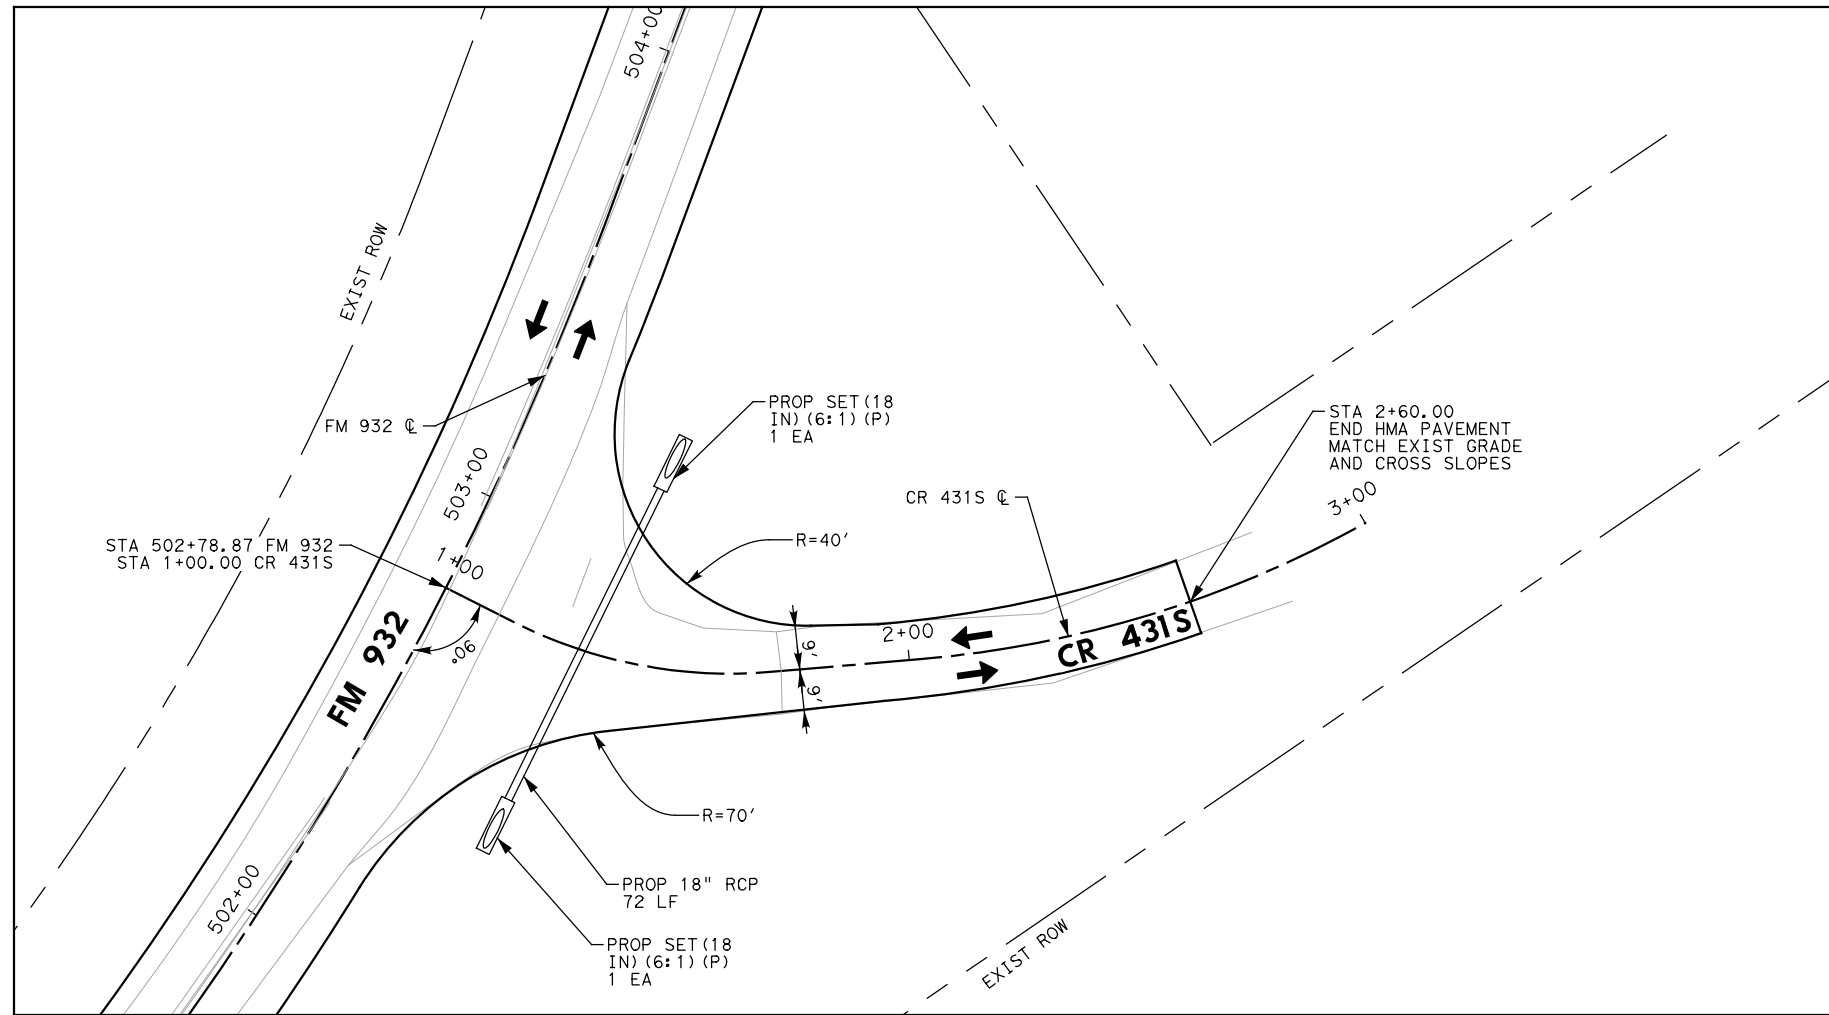 504+00
EXIST ROW
FM 932 ℄
PROP SET(18
IN)(6:1)(P)
1 EA
STA 2+60.00
END HMA PAVEMENT
MATCH EXIST GRADE
AND CROSS SLOPES
503+00
CR 431S ℄
3+00
STA 502+78.87 FM 932
STA 1+00.00 CR 431S
1+00
R=40'
90°
FM 932
9'
9'
2+00
CR 431S
R=70'
502+00
PROP 18" RCP
72 LF
PROP SET(18
IN)(6:1)(P)
1 EA
EXIST ROW